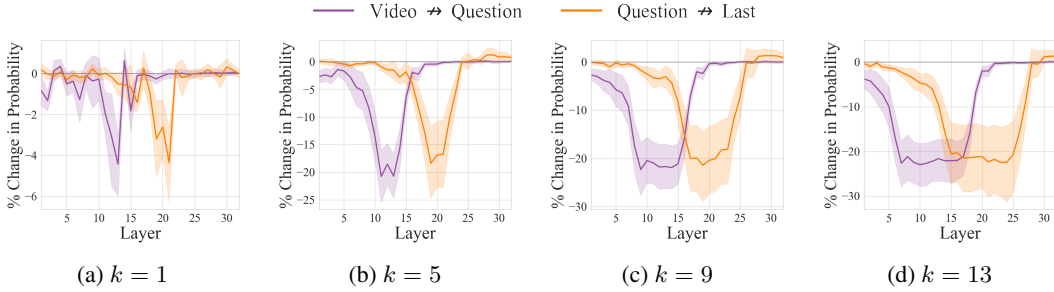 Video ↛ Question Question ↛ Last
% Change in Probability
0
−2
−4
−6
5 10 15 20 25 30
Layer
(a) k = 1
% Change in Probability
0
−5
−10
−15
−20
−25
5 10 15 20 25 30
Layer
(b) k = 5
% Change in Probability
0
−10
−20
−30
5 10 15 20 25 30
Layer
(c) k = 9
% Change in Probability
0
−10
−20
−30
5 10 15 20 25 30
Layer
(d) k = 13